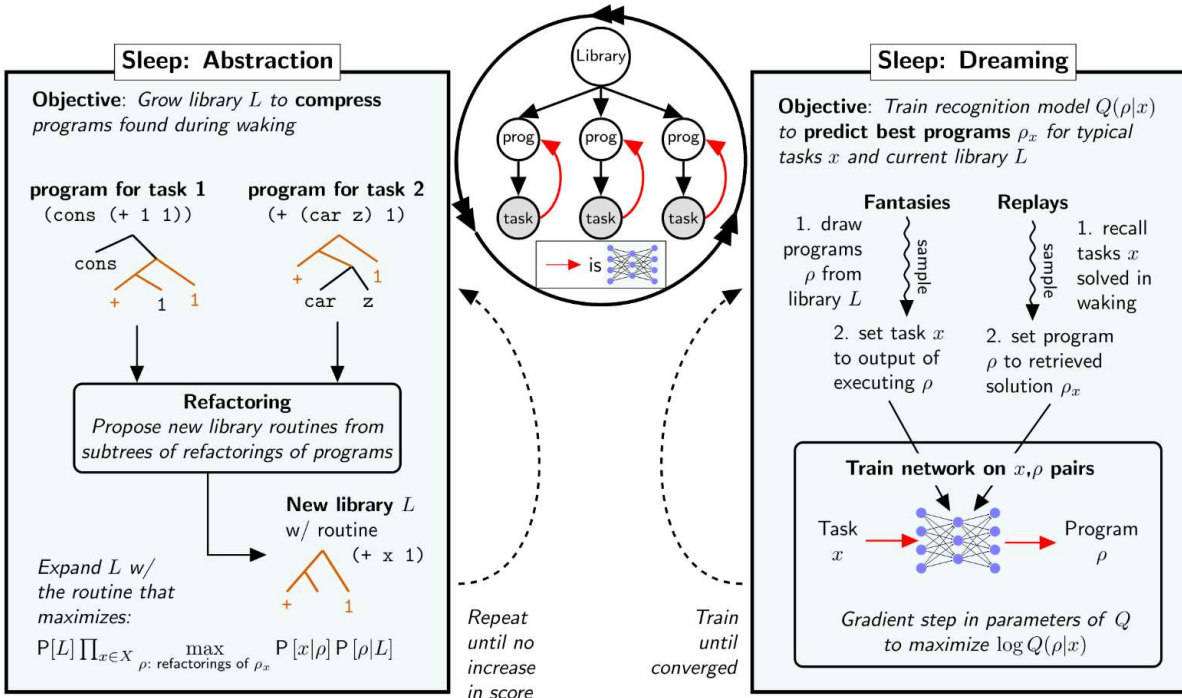 Sleep: Abstraction
Objective: Grow library L to compress
programs found during waking
program for task 1
(cons (+ 1 1))
cons
+
1
1
program for task 2
(+ (car z) 1)
+
1
car
z
Refactoring
Propose new library routines from
subtrees of refactorings of programs
New library L
w/ routine
(+ x 1)
+
1
Expand L w/
the routine that
maximizes:
P[L] ∏_{x∈X} max_{ρ: refactorings of ρ_x} P[x|ρ] P[ρ|L]
Library
prog
prog
prog
task
task
task
is
Repeat
until no
increase
in score
Train
until
converged
Sleep: Dreaming
Objective: Train recognition model Q(ρ|x)
to predict best programs ρ_x for typical
tasks x and current library L
Fantasies
1. draw
programs
ρ from
library L
sample
2. set task x
to output of
executing ρ
Replays
sample
1. recall
tasks x
solved in
waking
2. set program
ρ to retrieved
solution ρ_x
Train network on x,ρ pairs
Task
x
Program
ρ
Gradient step in parameters of Q
to maximize log Q(ρ|x)